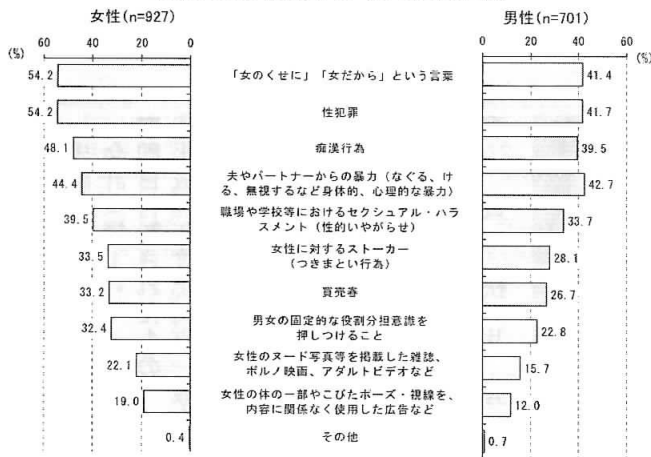 女性(n=927)
男性(n=701)
60 40 20 0
0 20 40 60
(%)
(%)
54.2 「女のくせに」「女だから」という言葉 41.4
54.2 性犯罪 41.7
48.1 痴漢行為 39.5
44.4 夫やパートナーからの暴力(なぐる、け
る、無視するなど身体的、心理的な暴力) 42.7
39.5 職場や学校等におけるセクシュアル・ハラ
スメント(性的いやがらせ) 33.7
33.5 女性に対するストーカー
(つきまとい行為) 28.1
33.2 買売春 26.7
32.4 男女の固定的な役割分担意識を
押しつけること 22.8
22.1 女性のヌード写真等を掲載した雑誌、
ポルノ映画、アダルトビデオなど 15.7
19.0 女性の体の一部やこびたポーズ・視線を、
内容に関係なく使用した広告など 12.0
0.4 その他 0.7